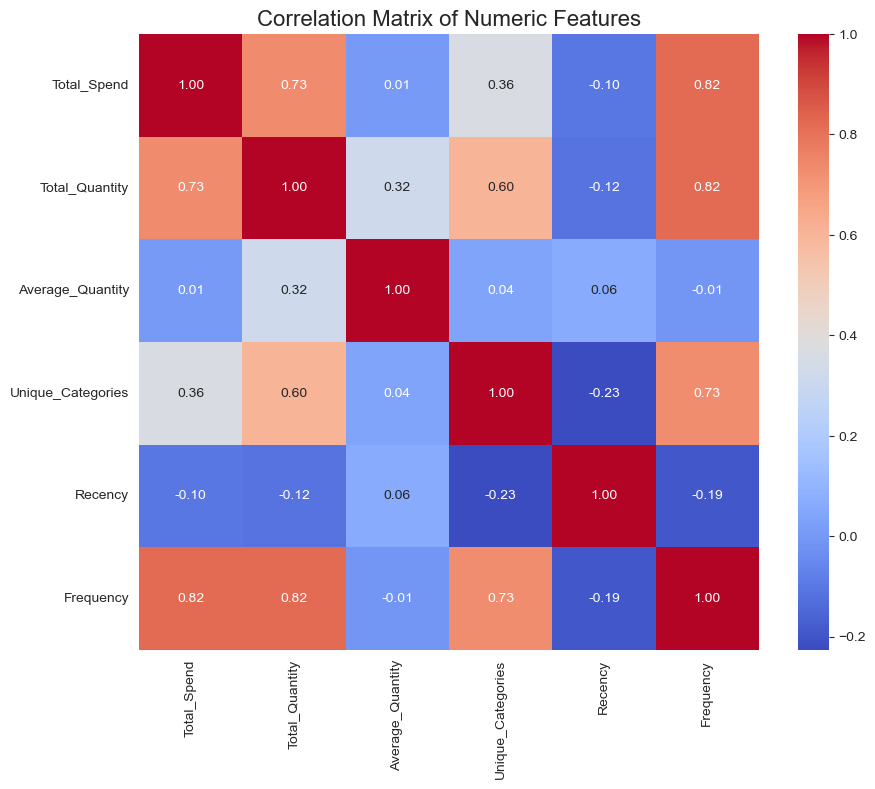 Correlation Matrix of Numeric Features
Total_Spend 1.00 0.73 0.01 0.36 -0.10 0.82
Total_Quantity 0.73 1.00 0.32 0.60 -0.12 0.82
Average_Quantity 0.01 0.32 1.00 0.04 0.06 -0.01
Unique_Categories 0.36 0.60 0.04 1.00 -0.23 0.73
Recency -0.10 -0.12 0.06 -0.23 1.00 -0.19
Frequency 0.82 0.82 -0.01 0.73 -0.19 1.00
Total_Spend
Total_Quantity
Average_Quantity
Unique_Categories
Recency
Frequency
1.0
0.8
0.6
0.4
0.2
0.0
−0.2